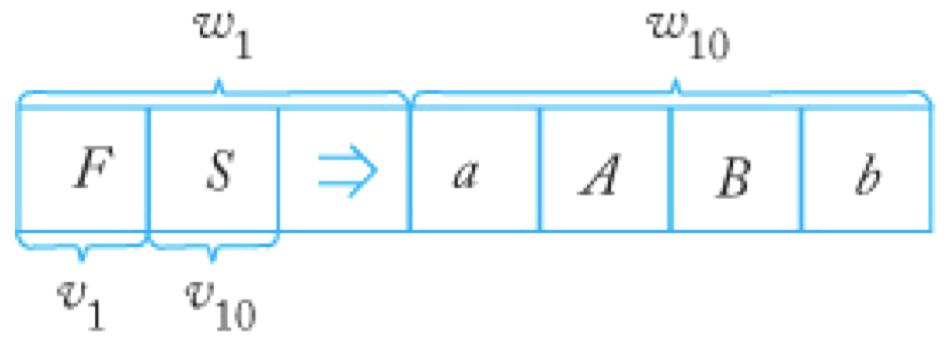 w₁ w₁₀
F S ⇒ a A B b
v₁ v₁₀